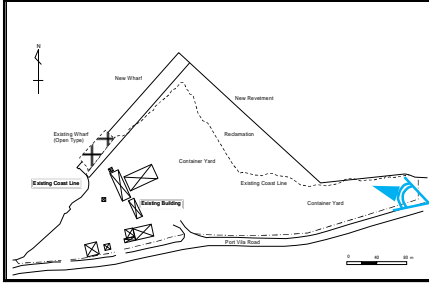 N
New Wharf
New Revetment
Existing Wharf
(Open Type)
Reclamation
Container Yard
Existing Coast Line
Existing Coast Line
Existing Building
Container Yard
Port Vila Road
0 40 80 m